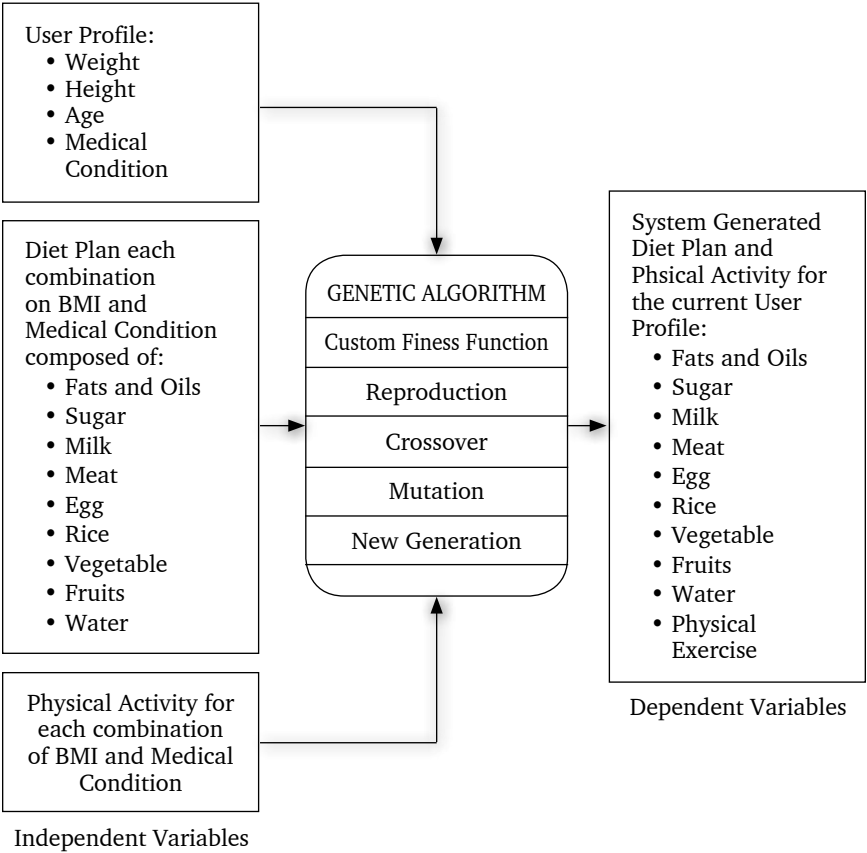 User Profile:
• Weight
• Height
• Age
• Medical
Condition
Diet Plan each
combination
on BMI and
Medical Condition
composed of:
• Fats and Oils
• Sugar
• Milk
• Meat
• Egg
• Rice
• Vegetable
• Fruits
• Water
Physical Activity for
each combination
of BMI and Medical
Condition
Independent Variables
GENETIC ALGORITHM
Custom Finess Function
Reproduction
Crossover
Mutation
New Generation
System Generated
Diet Plan and
Phsical Activity for
the current User
Profile:
• Fats and Oils
• Sugar
• Milk
• Meat
• Egg
• Rice
• Vegetable
• Fruits
• Water
• Physical
Exercise
Dependent Variables